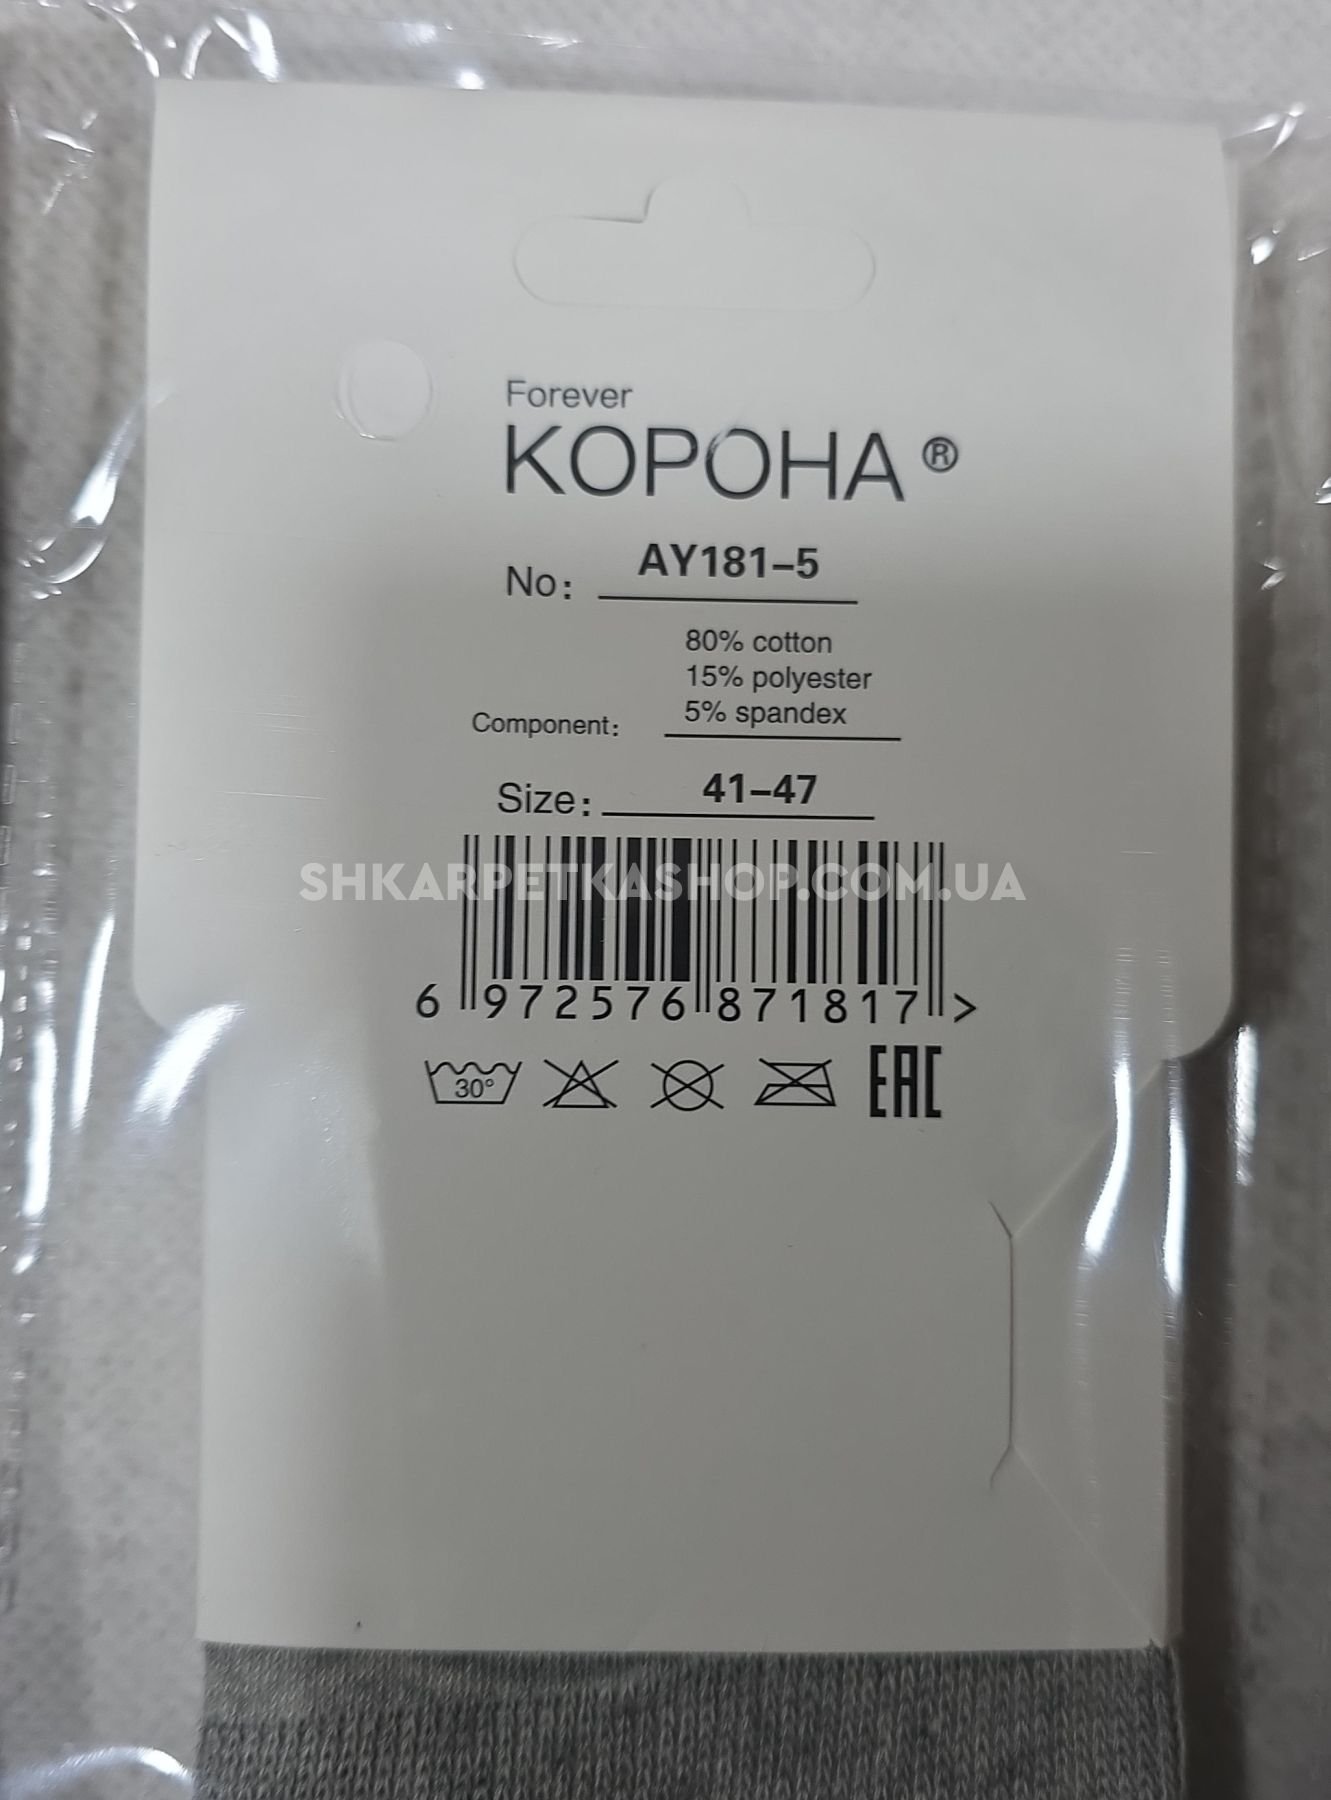 Forever
КОРОНА ®
No: AY181-5
80% cotton
15% polyester
Component: 5% spandex
Size: 41-47
SHKARPETKASHOP.COM.UA
6 972576 871817 >
30°
EAC